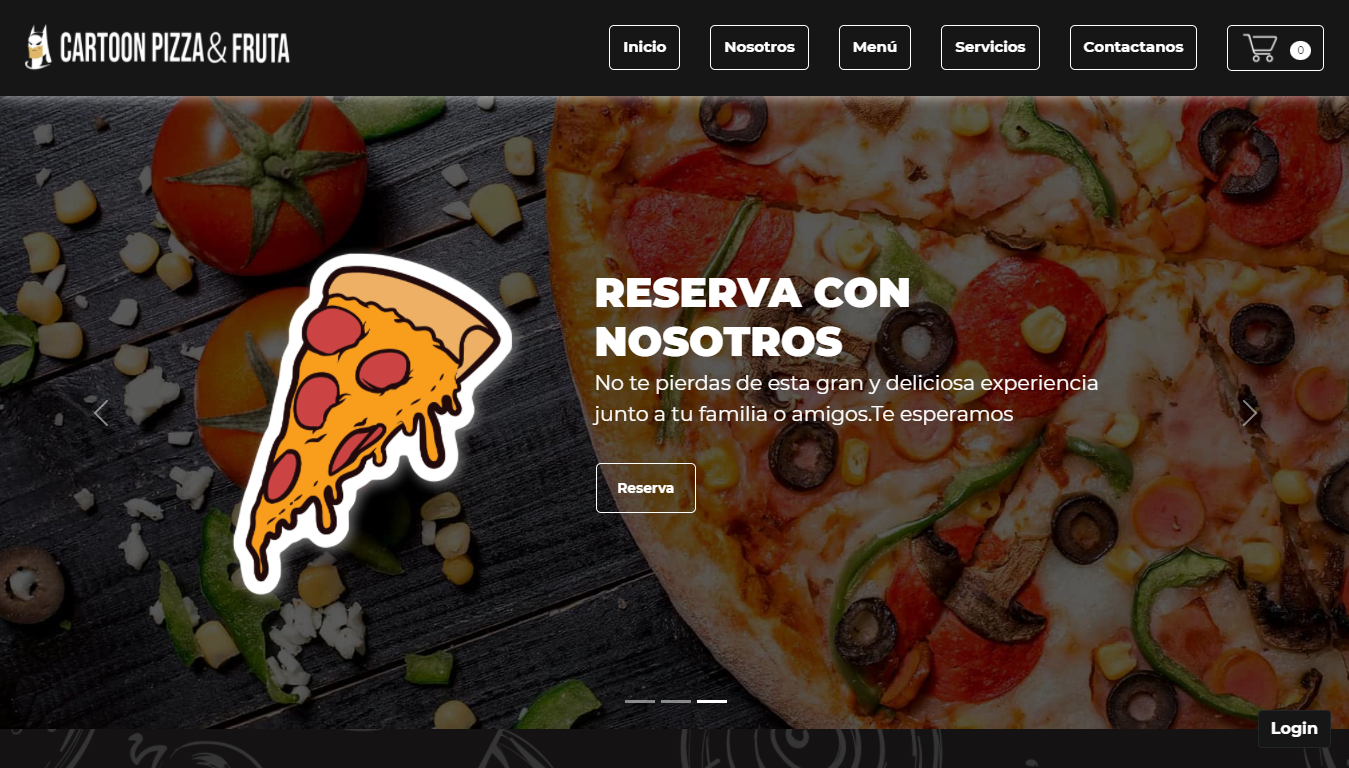 CARTOON PIZZA & FRUTA
Inicio
Nosotros
Menú
Servicios
Contactanos
0
RESERVA CON
NOSOTROS
No te pierdas de esta gran y deliciosa experiencia
junto a tu familia o amigos.Te esperamos
Reserva
Login